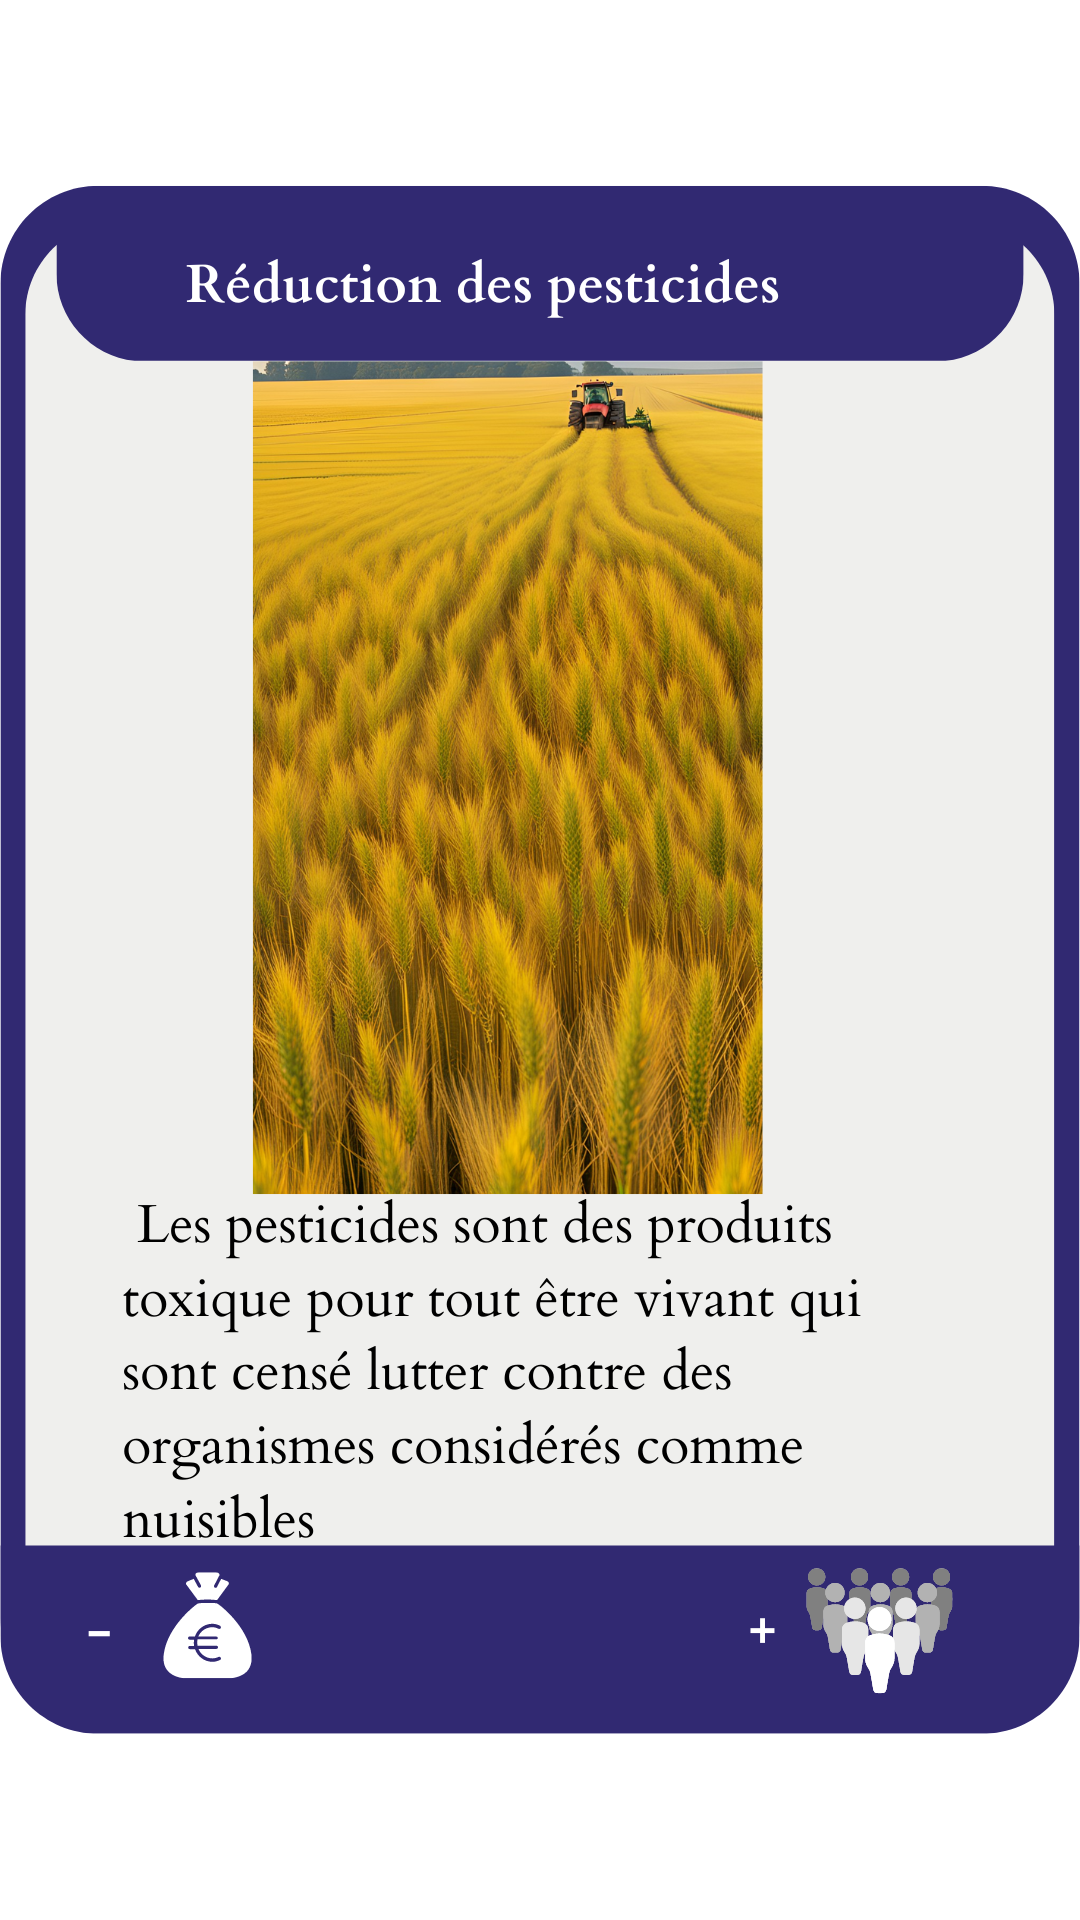 Réduction des pesticides
Les pesticides sont des produits
toxique pour tout être vivant qui
sont censé lutter contre des
organismes considérés comme
nuisibles
- €
+